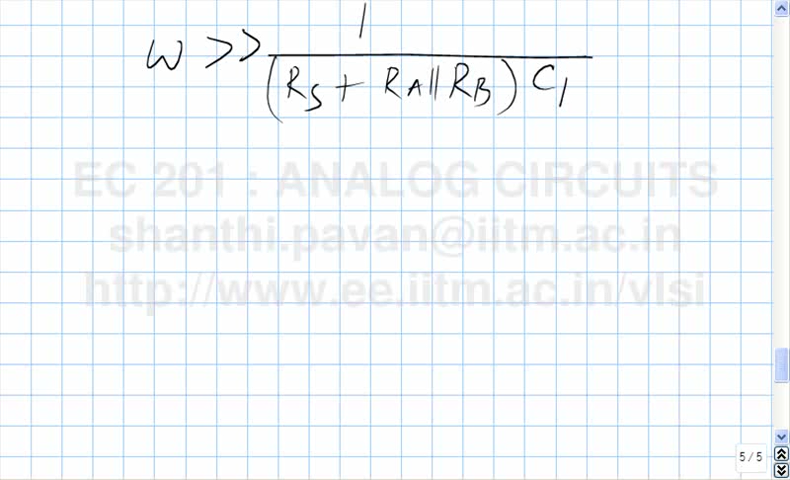 1
ω >> ─────────────
(RS + RA||RB) C1
EC 201 : ANALOG CIRCUITS
shanthi.pavan@iitm.ac.in
http://www.ee.iitm.ac.in/vlsi
5 / 5